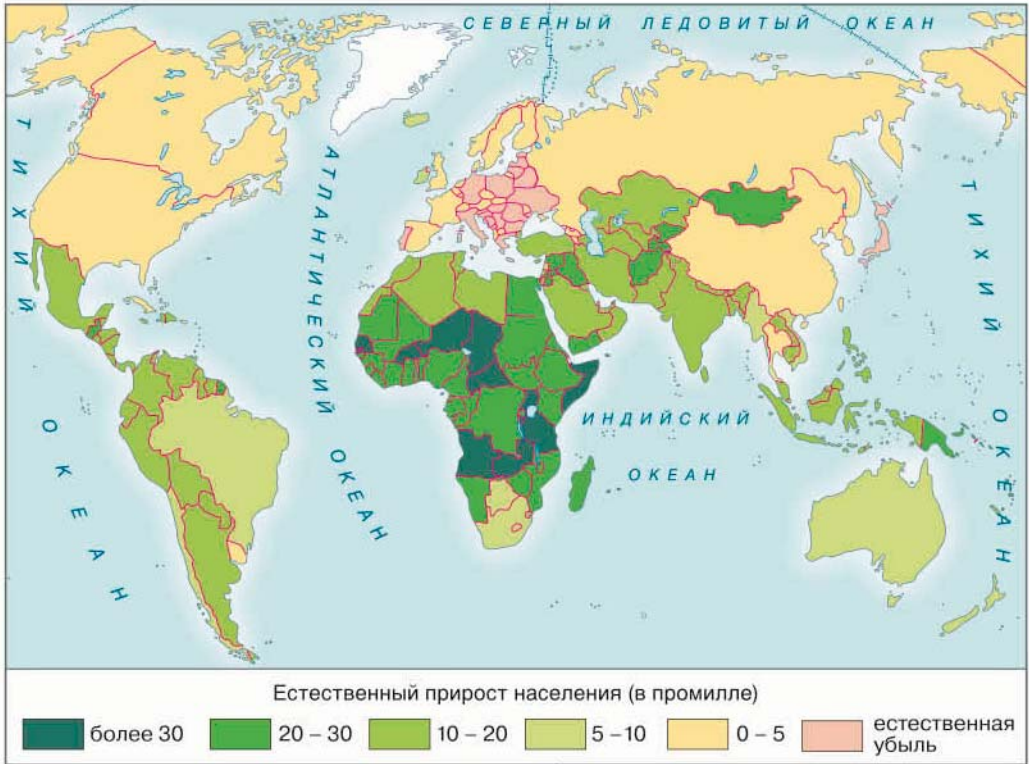 СЕВЕРНЫЙ ЛЕДОВИТЫЙ ОКЕАН
ТИХИЙ
ОКЕАН
АТЛАНТИЧЕСКИЙ ОКЕАН
ИНДИЙСКИЙ
ОКЕАН
ТИХИЙ
ОКЕАН
Естественный прирост населения (в промилле)
более 30
20 – 30
10 – 20
5 – 10
0 – 5
естественная
убыль